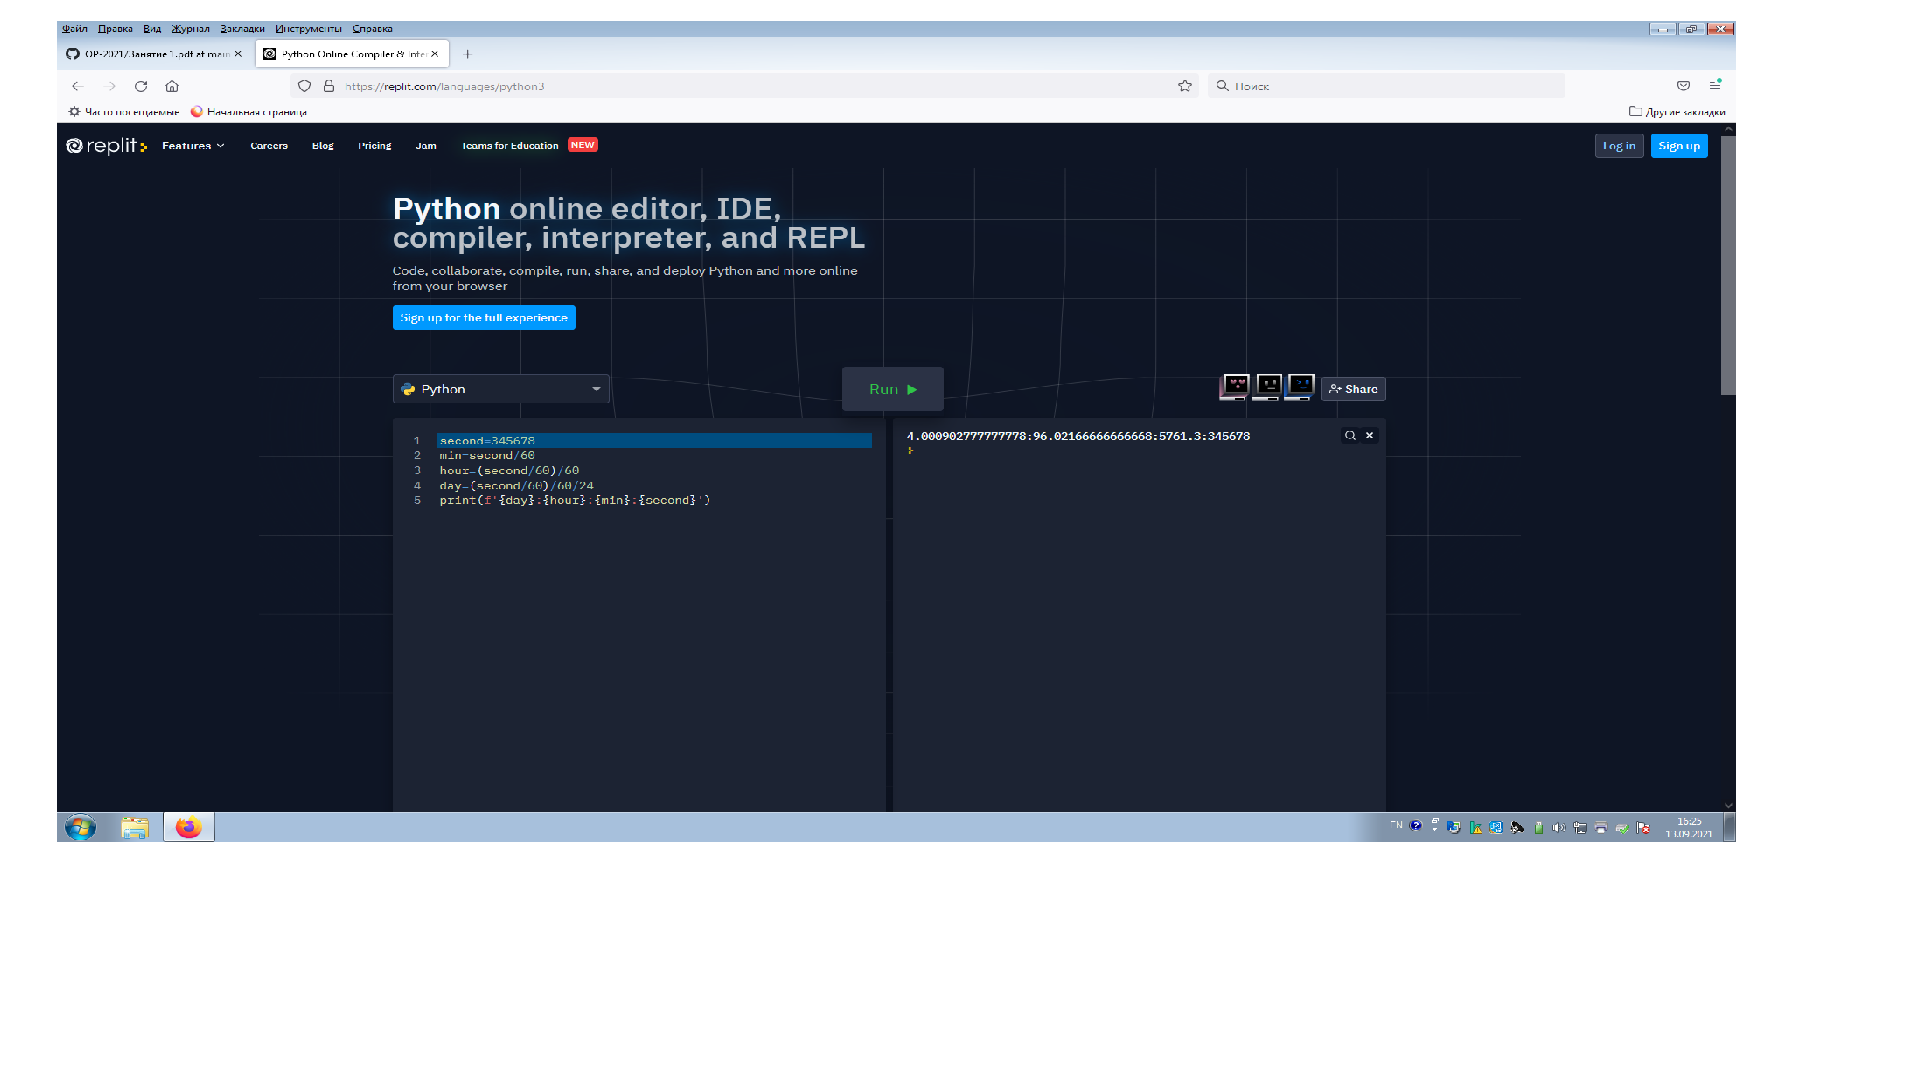 Файл Правка Вид Журнал Закладки Инструменты Справка
OP-2021/Занятие 1.pdf at main Python Online Compiler & Inter
https://replit.com/languages/python3 Поиск
Часто посещаемые Начальная страница Другие закладки
replit Features Careers Blog Pricing Jam Teams for Education NEW Log in Sign up
Python online editor, IDE,
compiler, interpreter, and REPL
Code, collaborate, compile, run, share, and deploy Python and more online
from your browser
Sign up for the full experience
Python Run Share
1 second=345678
2 min=second/60
3 hour=(second/60)/60
4 day=(second/60)/60/24
5 print(f'{day}:{hour}:{min}:{second}')
4.000902777777778:96.02166666666668:5761.3:345678
EN 16:25
13.09.2021